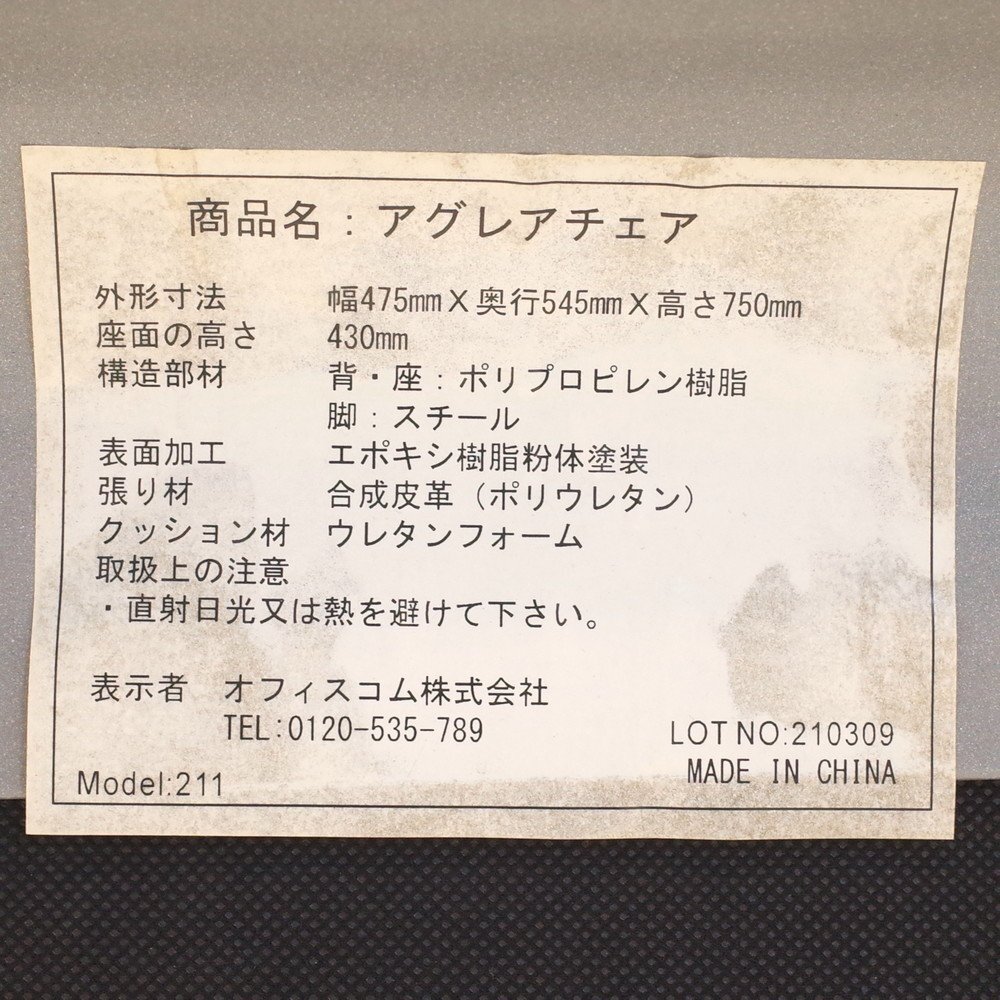 商品名：アグレアチェア
外形寸法 幅475mm×奥行545mm×高さ750mm
座面の高さ 430mm
構造部材 背・座：ポリプロピレン樹脂
脚：スチール
表面加工 エポキシ樹脂粉体塗装
張り材 合成皮革（ポリウレタン）
クッション材 ウレタンフォーム
取扱上の注意
・直射日光又は熱を避けて下さい。
表示者 オフィスコム株式会社
TEL:0120-535-789
LOT NO:210309
MADE IN CHINA
Model:211